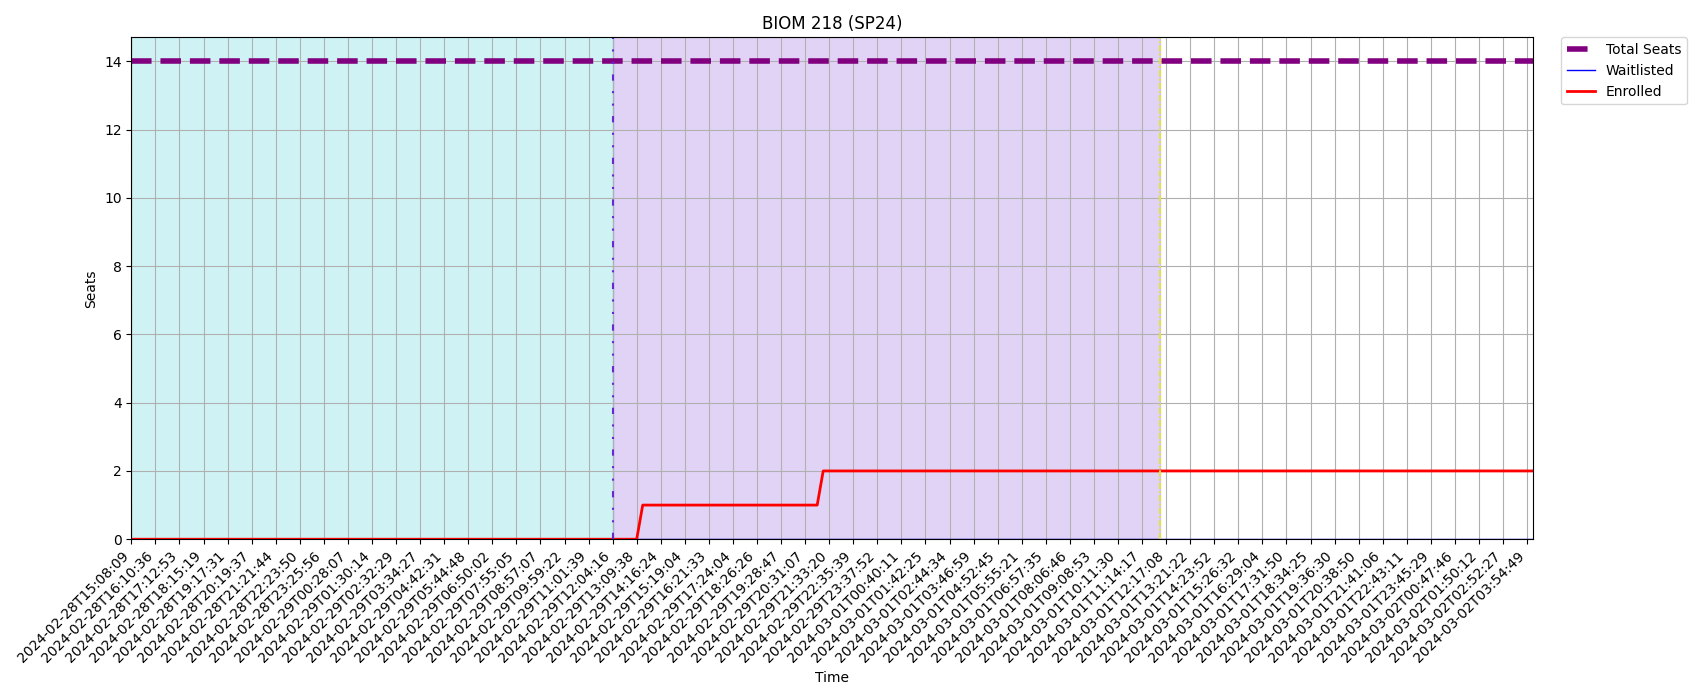 BIOM 218 (SP24)
Total Seats
Waitlisted
Enrolled
Seats
14
12
10
8
6
4
2
0
2024-02-28T15:08:09
2024-02-28T16:10:36
2024-02-28T17:12:53
2024-02-28T18:15:19
2024-02-28T19:17:31
2024-02-28T20:19:37
2024-02-28T21:21:44
2024-02-28T22:23:50
2024-02-28T23:25:56
2024-02-29T00:28:07
2024-02-29T01:30:14
2024-02-29T02:32:29
2024-02-29T03:34:27
2024-02-29T04:42:31
2024-02-29T05:44:48
2024-02-29T06:50:02
2024-02-29T07:55:05
2024-02-29T08:57:07
2024-02-29T09:59:22
2024-02-29T11:01:39
2024-02-29T12:04:16
2024-02-29T13:09:38
2024-02-29T14:16:24
2024-02-29T15:19:04
2024-02-29T16:21:33
2024-02-29T17:24:04
2024-02-29T18:26:26
2024-02-29T19:28:47
2024-02-29T20:31:07
2024-02-29T21:33:20
2024-02-29T22:35:39
2024-02-29T23:37:52
2024-03-01T00:40:11
2024-03-01T01:42:25
2024-03-01T02:44:34
2024-03-01T03:46:59
2024-03-01T04:52:45
2024-03-01T05:55:21
2024-03-01T06:57:35
2024-03-01T08:06:46
2024-03-01T09:08:53
2024-03-01T10:11:30
2024-03-01T11:14:17
2024-03-01T12:17:08
2024-03-01T13:21:22
2024-03-01T14:23:52
2024-03-01T15:26:32
2024-03-01T16:29:04
2024-03-01T17:31:50
2024-03-01T18:34:25
2024-03-01T19:36:30
2024-03-01T20:38:50
2024-03-01T21:41:06
2024-03-01T22:43:11
2024-03-01T23:45:29
2024-03-02T00:47:46
2024-03-02T01:50:12
2024-03-02T02:52:27
2024-03-02T03:54:49
Time